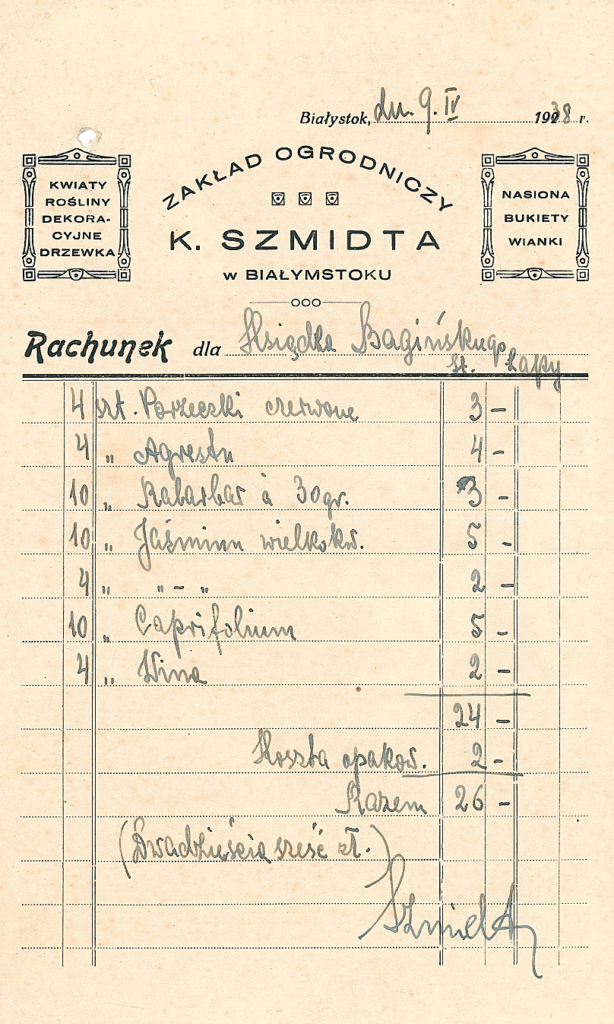 Białystok, dn. 9. IV 1938 r.
KWIATY
ROŚLINY
DEKORA-
CYJNE
DRZEWKA
ZAKŁAD OGRODNICZY
K. SZMIDTA
w BIAŁYMSTOKU
NASIONA
BUKIETY
WIANKI
Rachunek dla Księdza Bagińskiego
st. Łapy
4 szt. Porzeczki czerwone 3 -
4 „ Agrestu 4 -
10 „ Rabarbar à 30 gr. 3 -
10 „ Jaśminu wielkokw. 5 -
4 „ „ - „ 2 -
10 „ Caprifolium 5 -
4 „ Wina 2 -
24 -
Koszta opakow. 2 -
Razem 26 -
(Dwadzieścia sześć zł.)
Szmidt